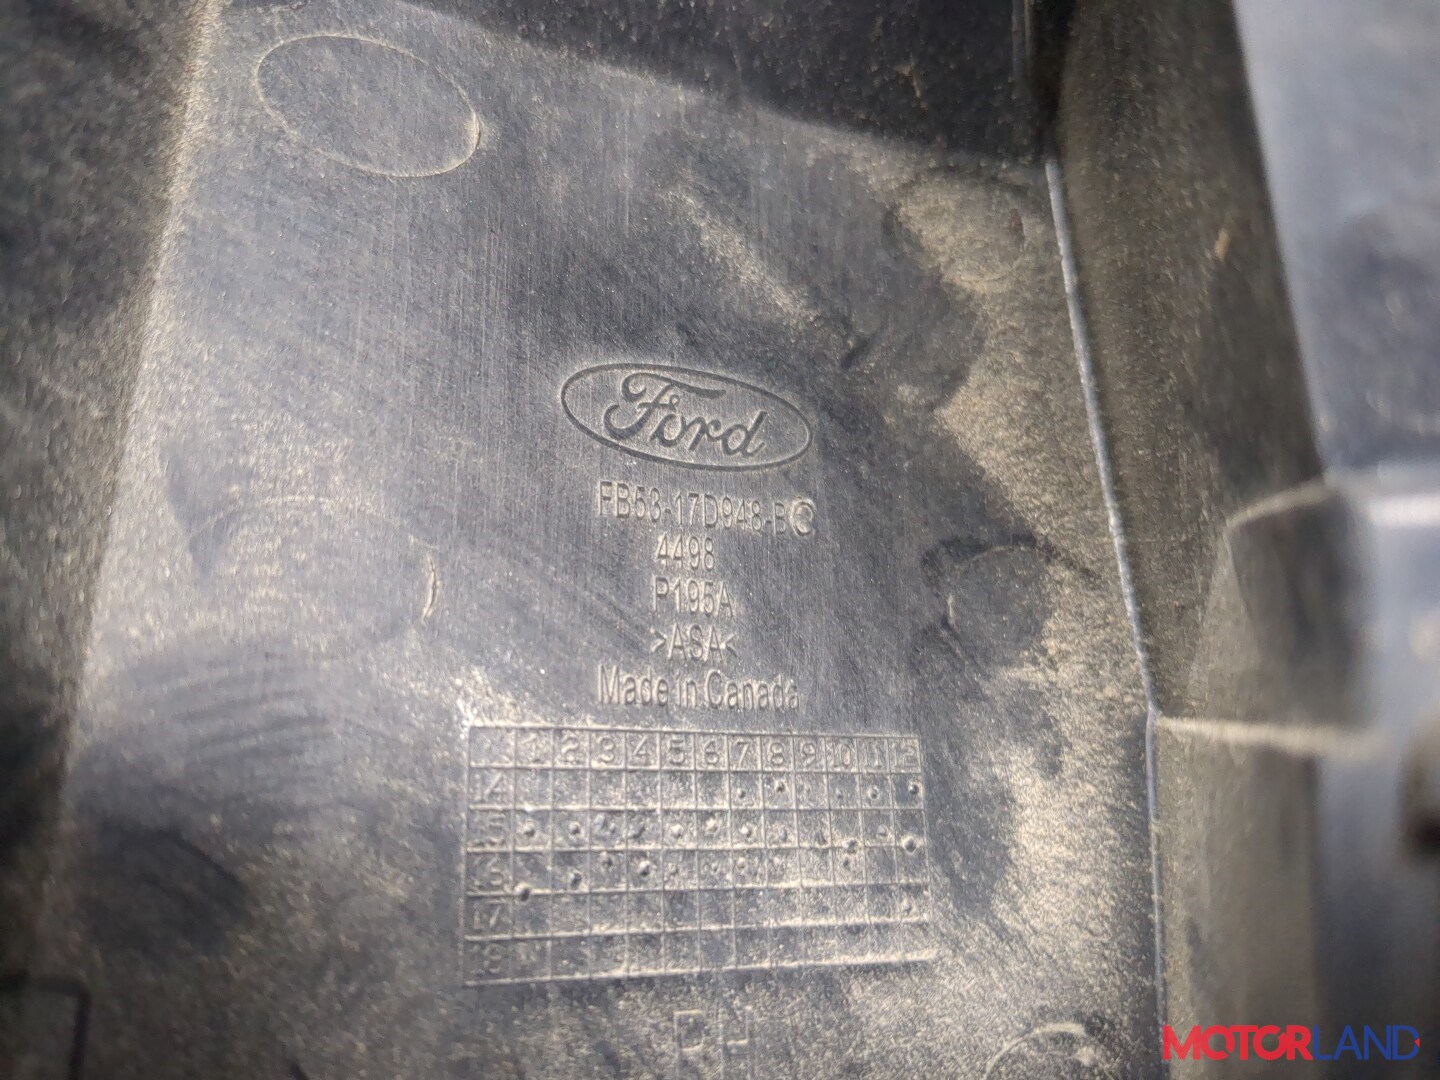 Ford
FB53-17D948-BC
4498
P195A
>ASA<
Made in Canada
1 2 3 4 5 6 7 8 9 10 11 12
14
15
16
17
18
MOTORLAND